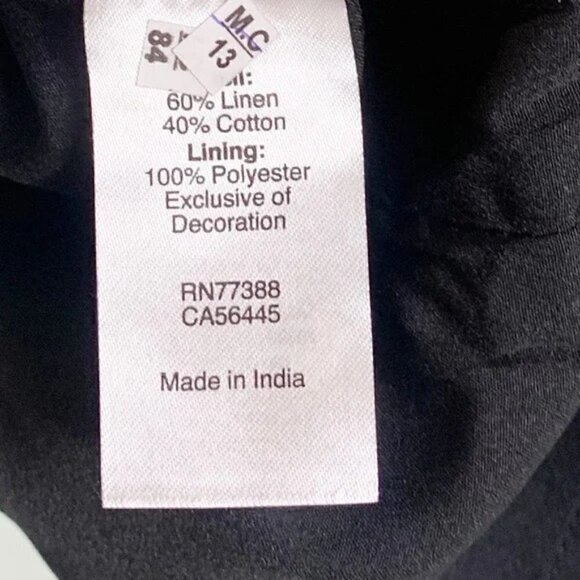 M.C
13
84
60% Linen
40% Cotton
Lining:
100% Polyester
Exclusive of
Decoration
RN77388
CA56445
Made in India